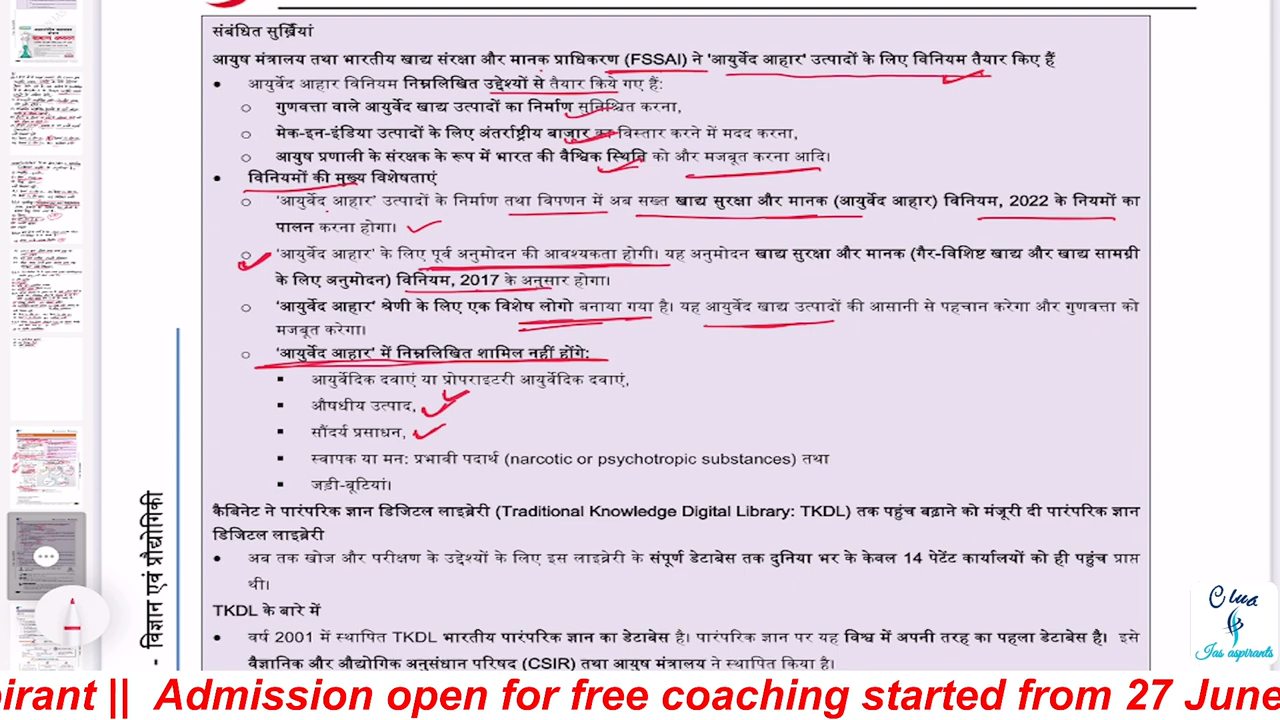 संबंधित सुर्ख़ियां
आयुष मंत्रालय तथा भारतीय खाद्य संरक्षा एवं मानक प्राधिकरण (FSSAI) ने 'आयुर्वेद आहार' उत्पादों के लिए विनियम तैयार किए हैं
• आयुर्वेद आहार विनियम निम्नलिखित उद्देश्यों से तैयार किये गए हैं:
o गुणवत्ता वाले आयुर्वेद खाद्य उत्पादों का निर्माण सुनिश्चित करना,
o मेक-इन-इंडिया उत्पादों के लिए अंतर्राष्ट्रीय बाजार का विस्तार करने में मदद करना,
o आयुष प्रणाली के संरक्षक के रूप में भारत की वैश्विक स्थिति को और मजबूत करना आदि।
• विनियमों की मुख्य विशेषताएं
o 'आयुर्वेद आहार' उत्पादों के निर्माण तथा विपणन में अब सख्त खाद्य सुरक्षा और मानक (आयुर्वेद आहार) विनियम, 2022 के नियमों का
पालन करना होगा।
o 'आयुर्वेद आहार के लिए पूर्व अनुमोदन की आवश्यकता होगी। यह अनुमोदन खाद्य सुरक्षा और मानक (गैर-विशिष्ट खाद्य और खाद्य सामग्री
के लिए अनुमोदन) विनियम, 2017 के अनुसार होगा।
o 'आयुर्वेद आहार' श्रेणी के लिए एक विशेष लोगो बनाया गया है। यह आयुष खाद्य उत्पादों की आसानी से पहचान करेगा और गुणवत्ता को
मजबूत करेगा।
o 'आयुर्वेद आहार' में निम्नलिखित शामिल नहीं होंगे:
▪ आयुर्वेदिक दवाएं या प्रोपराइटरी आयुर्वेदिक दवाएं,
▪ औषधीय उत्पाद,
▪ सौंदर्य प्रसाधन,
▪ मादक या मन: प्रभावी पदार्थ (narcotic or psychotropic substances) तथा
▪ जड़ी-बूटियां।
कैबिनेट ने पारंपरिक ज्ञान डिजिटल लाइब्रेरी (Traditional Knowledge Digital Library: TKDL) तक पहुंच बढ़ाने को मंजूरी दी पारंपरिक ज्ञान
डिजिटल लाइब्रेरी
• अब तक खोज और परीक्षण के उद्देश्यों के लिए इस लाइब्रेरी के संपूर्ण डेटाबेस तक दुनिया भर के केवल 14 पेटेंट कार्यालयों को ही पहुंच प्राप्त
थी।
TKDL के बारे में
• वर्ष 2001 में स्थापित TKDL भारतीय पारंपरिक ज्ञान का डेटाबेस है। पारंपरिक ज्ञान पर यह विश्व में अपनी तरह का पहला डेटाबेस है। इसे
वैज्ञानिक और औद्योगिक अनुसंधान परिषद (CSIR) तथा आयुष मंत्रालय ने स्थापित किया है।
- विज्ञान एवं प्रौद्योगिकी
Clue
Ias aspirants
pirant || Admission open for free coaching started from 27 June